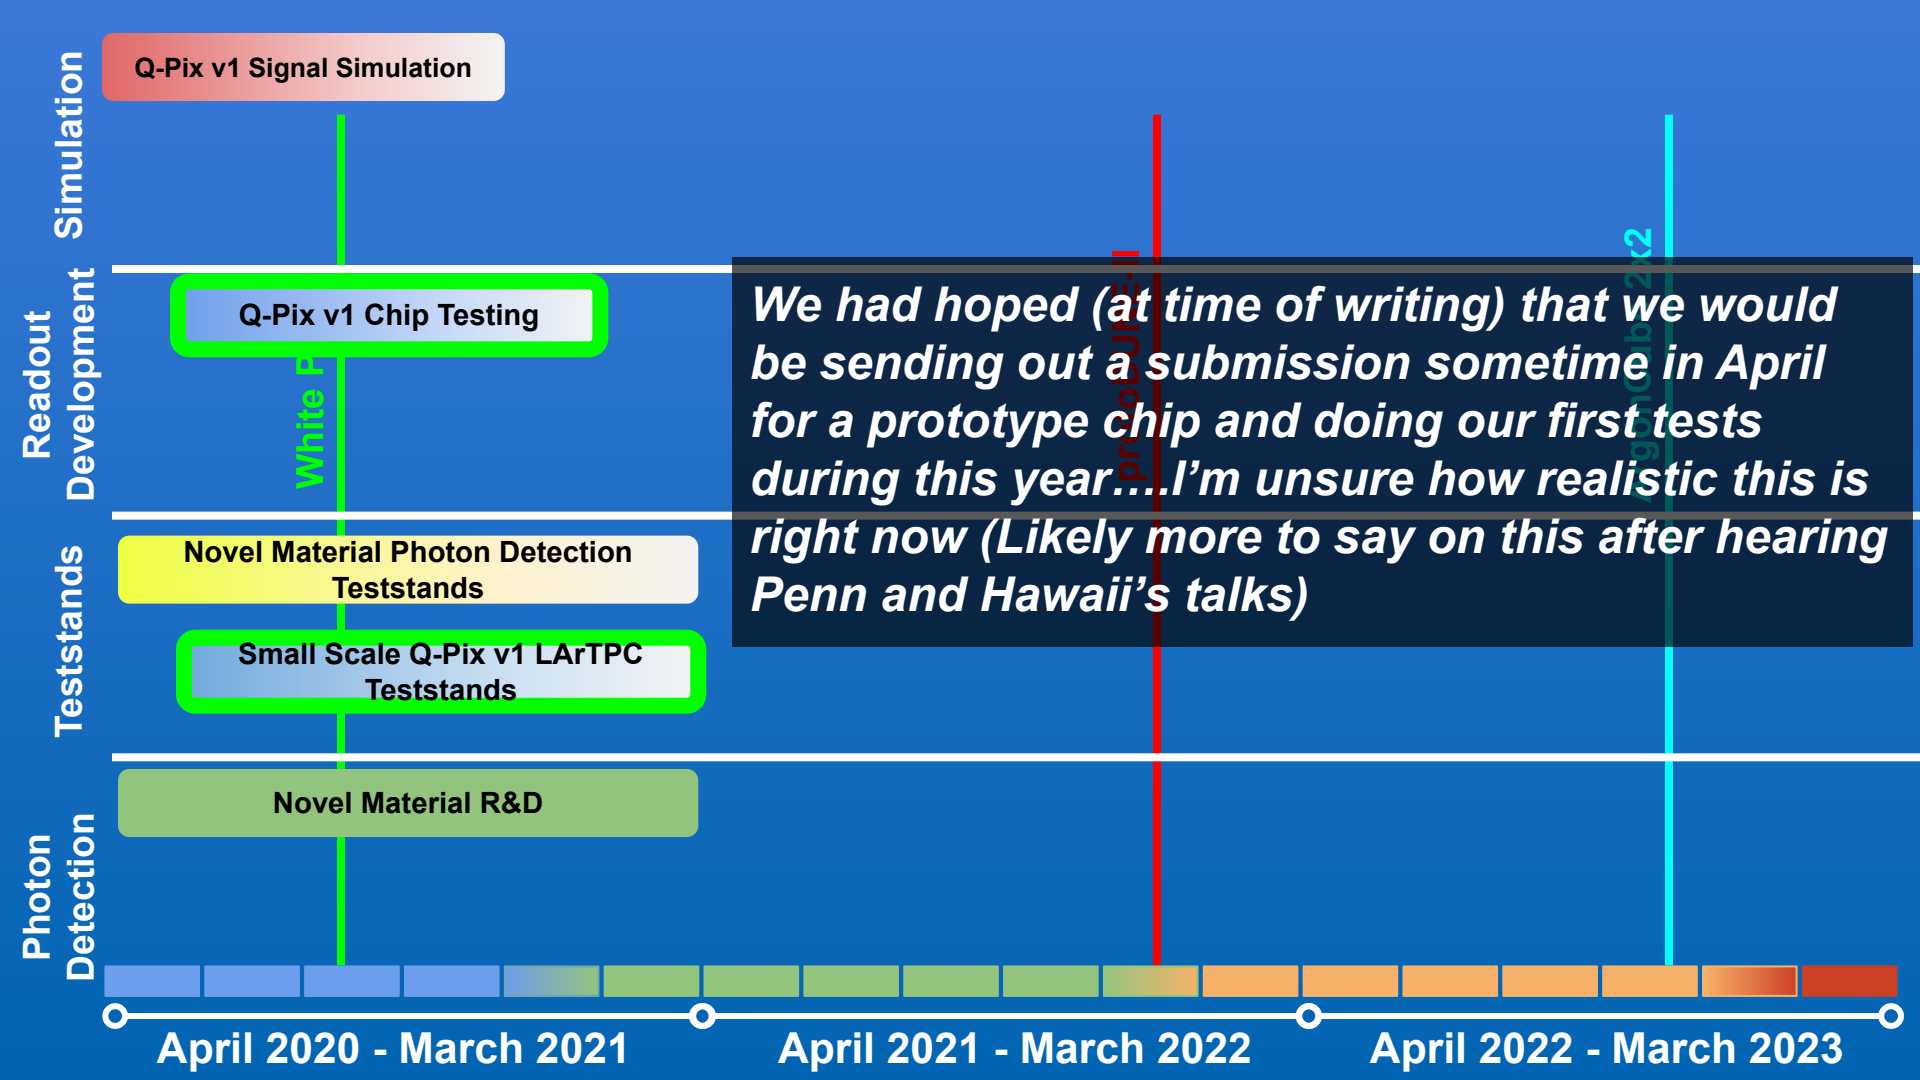 Simulation
Q-Pix v1 Signal Simulation
Readout
Development
Q-Pix v1 Chip Testing
White P
protoDUNE-II
2x2
We had hoped (at time of writing) that we would
be sending out a submission sometime in April
for a prototype chip and doing our first tests
during this year....I'm unsure how realistic this is
right now (Likely more to say on this after hearing
Penn and Hawaii's talks)
Teststands
Novel Material Photon Detection
Teststands
Small Scale Q-Pix v1 LArTPC
Teststands
Photon
Detection
Novel Material R&D
April 2020 - March 2021
April 2021 - March 2022
April 2022 - March 2023